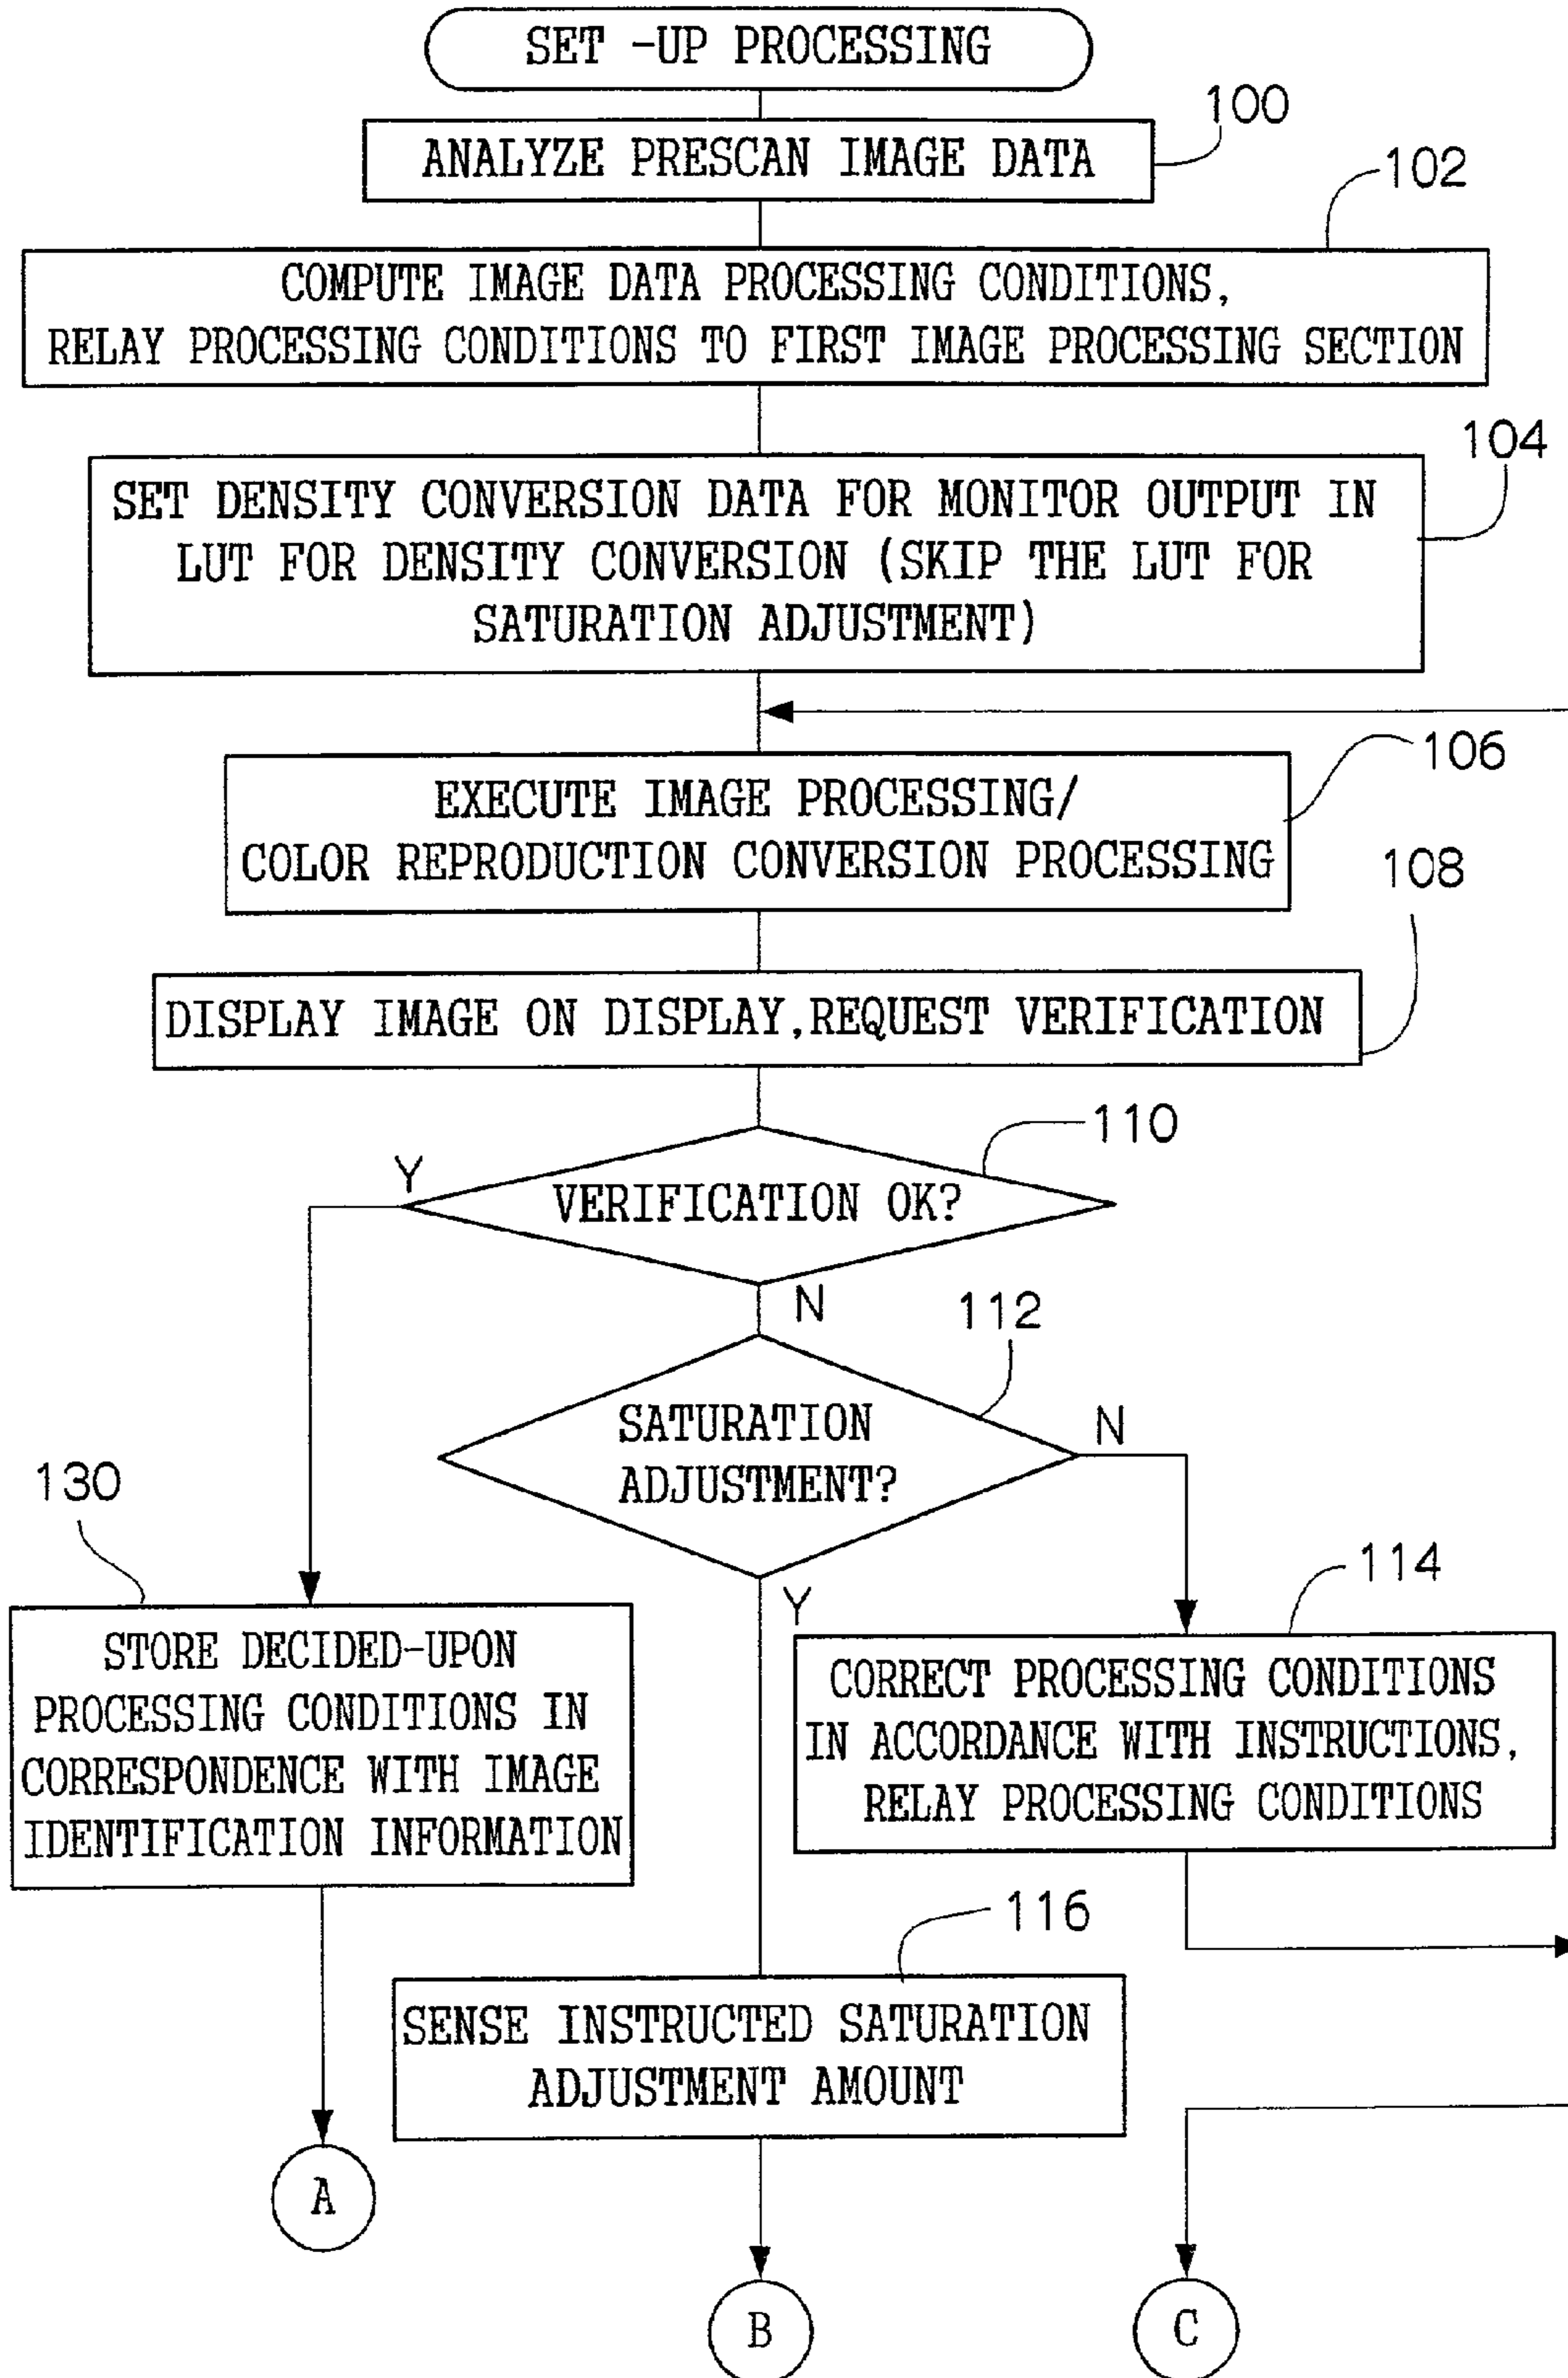 SET -UP PROCESSING
100
ANALYZE PRESCAN IMAGE DATA
102
COMPUTE IMAGE DATA PROCESSING CONDITIONS,
RELAY PROCESSING CONDITIONS TO FIRST IMAGE PROCESSING SECTION
104
SET DENSITY CONVERSION DATA FOR MONITOR OUTPUT IN
LUT FOR DENSITY CONVERSION (SKIP THE LUT FOR
SATURATION ADJUSTMENT)
106
EXECUTE IMAGE PROCESSING/
COLOR REPRODUCTION CONVERSION PROCESSING
108
DISPLAY IMAGE ON DISPLAY,REQUEST VERIFICATION
110
Y
VERIFICATION OK?
N
112
SATURATION
ADJUSTMENT?
N
130
Y
114
STORE DECIDED-UPON
PROCESSING CONDITIONS IN
CORRESPONDENCE WITH IMAGE
IDENTIFICATION INFORMATION
CORRECT PROCESSING CONDITIONS
IN ACCORDANCE WITH INSTRUCTIONS,
RELAY PROCESSING CONDITIONS
116
SENSE INSTRUCTED SATURATION
ADJUSTMENT AMOUNT
A
B
C